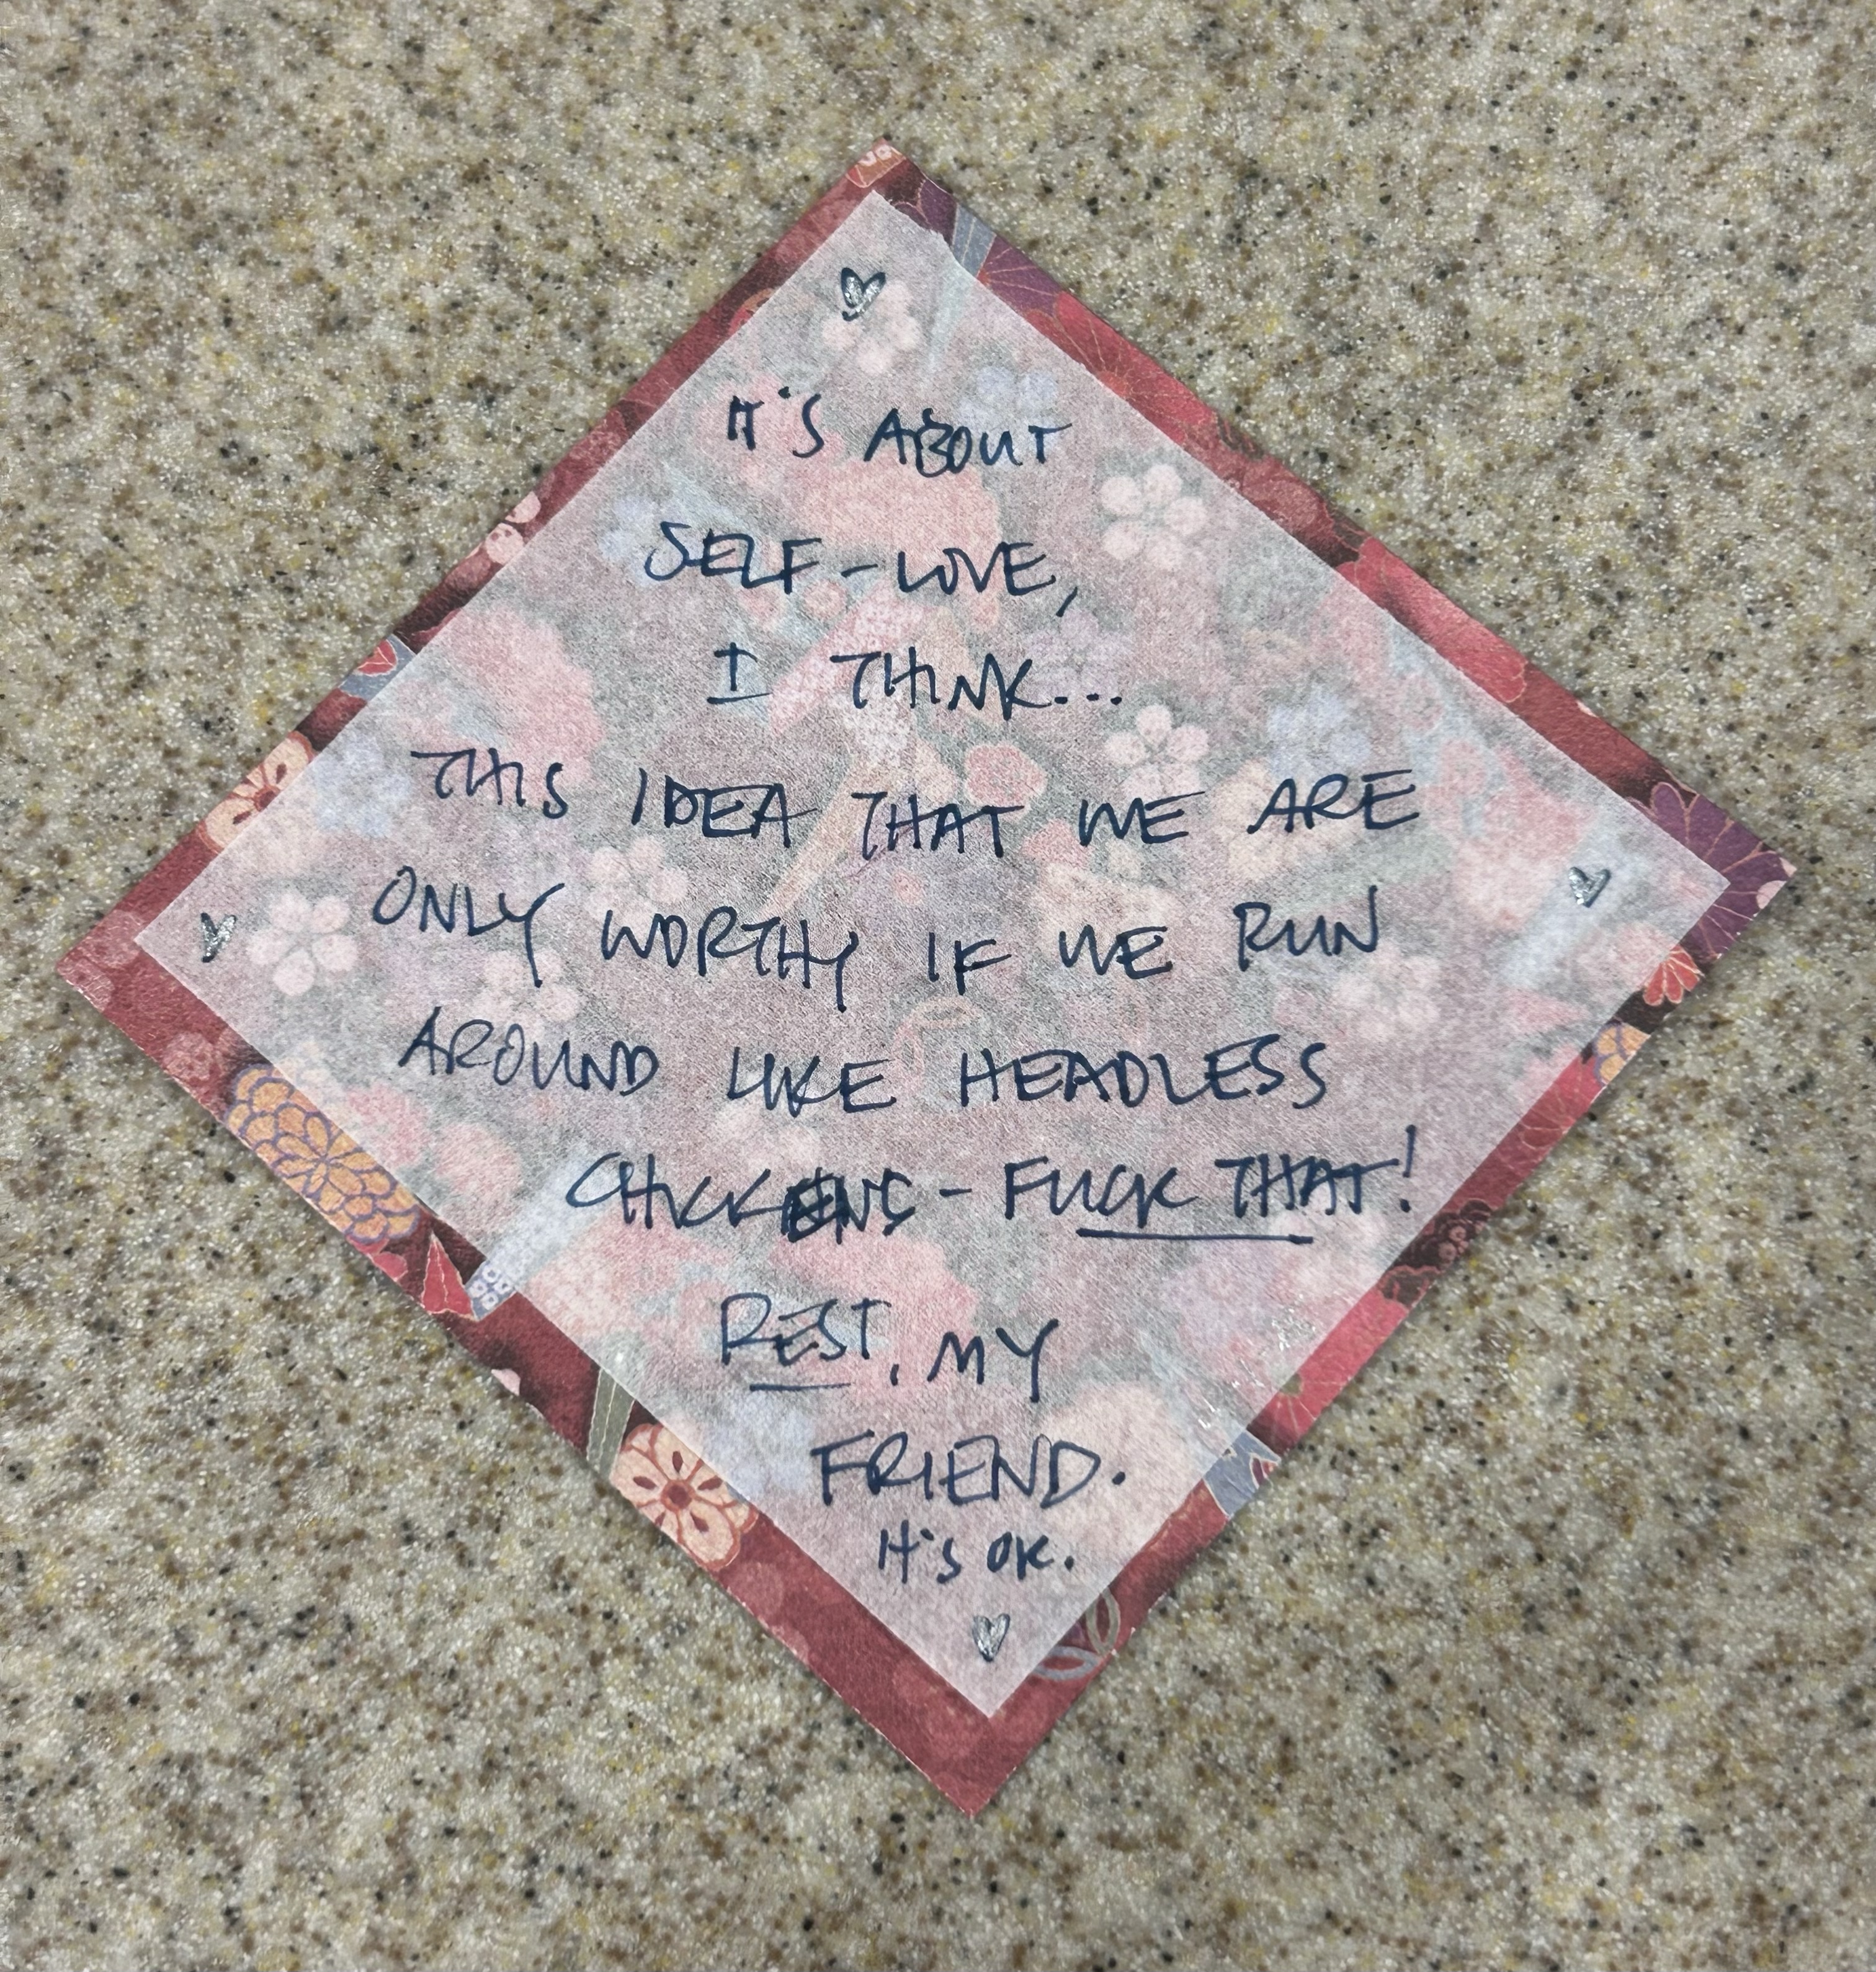 IT'S ABOUT
SELF-LOVE,
I THINK...
THIS IDEA THAT WE ARE
ONLY WORTHY IF WE RUN
AROUND LIKE HEADLESS
CHICKENS - FUCK THAT!
REST, MY
FRIEND.
It's OK.